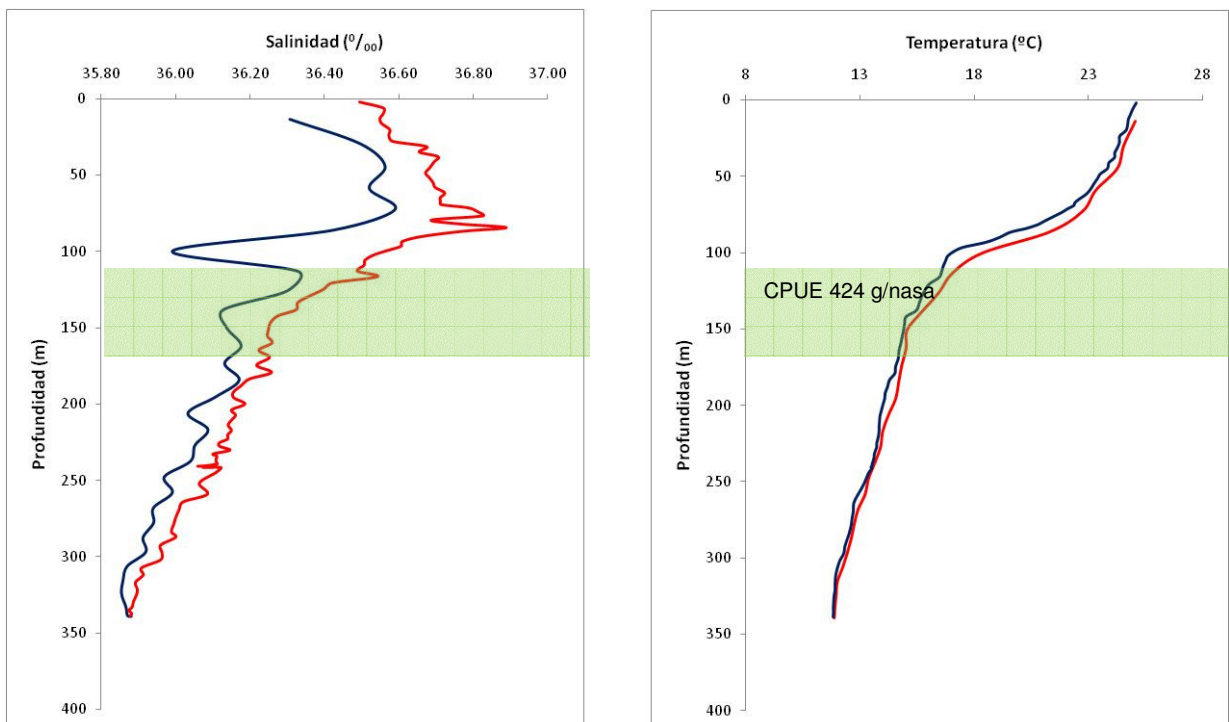 Salinidad (⁰/₀₀)
35.80 36.00 36.20 36.40 36.60 36.80 37.00
0
50
100
150
200
250
300
350
400
Profundidad (m)
Temperatura (ºC)
8 13 18 23 28
0
50
100
150
200
250
300
350
400
Profundidad (m)
CPUE 424 g/nasa